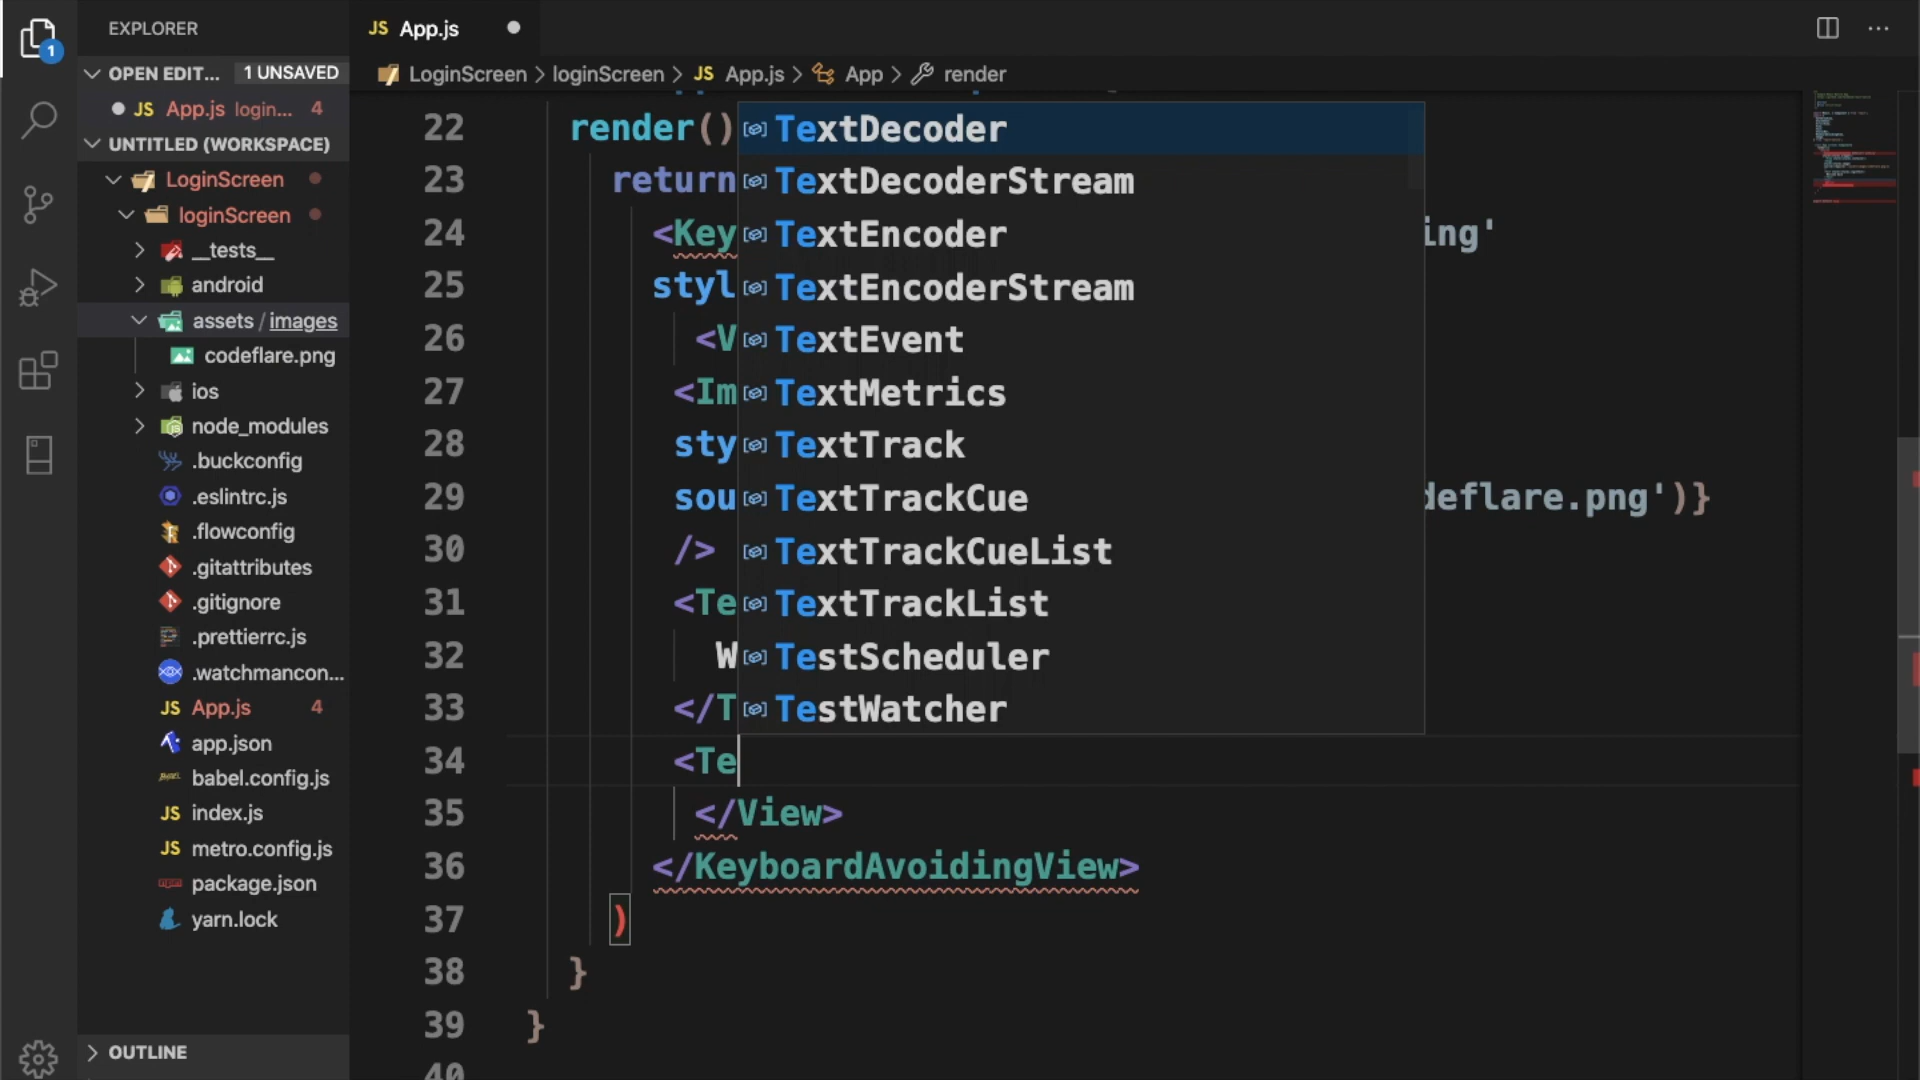 EXPLORER
JS App.js
1
OPEN EDIT... 1 UNSAVED
LoginScreen > loginScreen > JS App.js > App > render
JS App.js login... 4
UNTITLED (WORKSPACE)
LoginScreen
loginScreen
__tests__
android
assets / images
codeflare.png
ios
node_modules
.buckconfig
.eslintrc.js
.flowconfig
.gitattributes
.gitignore
.prettierrc.js
.watchmancon...
JS App.js 4
app.json
babel.config.js
JS index.js
JS metro.config.js
package.json
yarn.lock
OUTLINE
22 render()
23 return
24 <Key ing'
25 styl
26 <V
27 <Im
28 sty
29 sou deflare.png')}
30 />
31 <Te
32 W
33 </T
34 <Te
35 </View>
36 </KeyboardAvoidingView>
37 )
38 }
39 }
40
TextDecoder
TextDecoderStream
TextEncoder
TextEncoderStream
TextEvent
TextMetrics
TextTrack
TextTrackCue
TextTrackCueList
TextTrackList
TestScheduler
TestWatcher